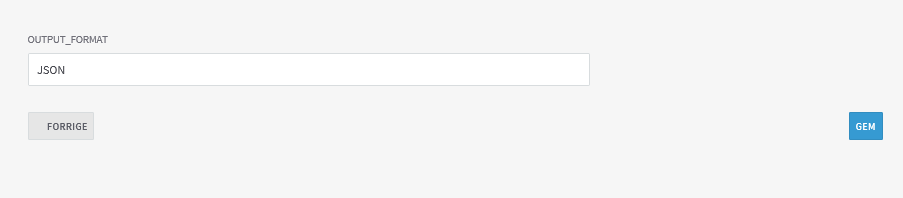 OUTPUT_FORMAT
JSON
FORRIGE
GEM